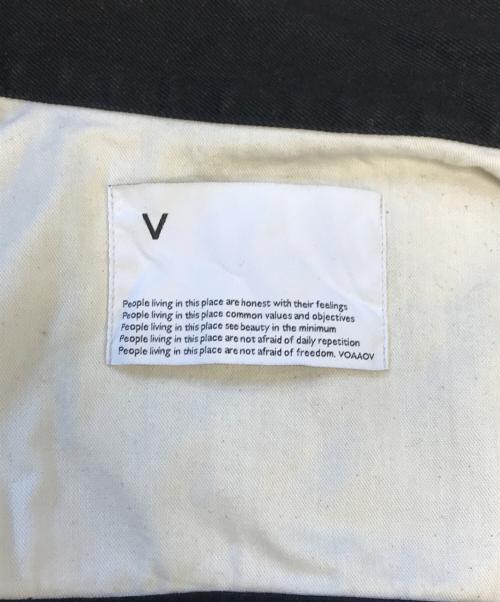 V
People living in this place are honest with their feelings
People living in this place common values and objectives
People living in this place see beauty in the minimum
People living in this place are not afraid of daily repetition
People living in this place are not afraid of freedom. VOAAOV